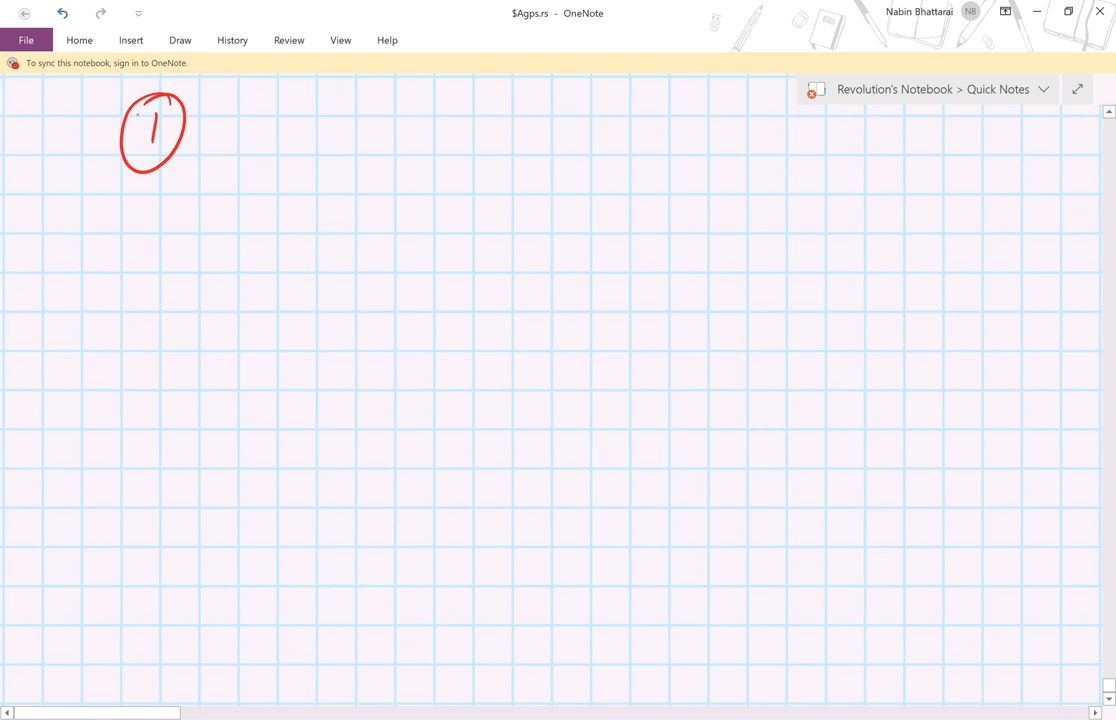 $Agps.rs - OneNote
Nabin Bhattarai NB
File Home Insert Draw History Review View Help
To sync this notebook, sign in to OneNote.
Revolution's Notebook > Quick Notes
1